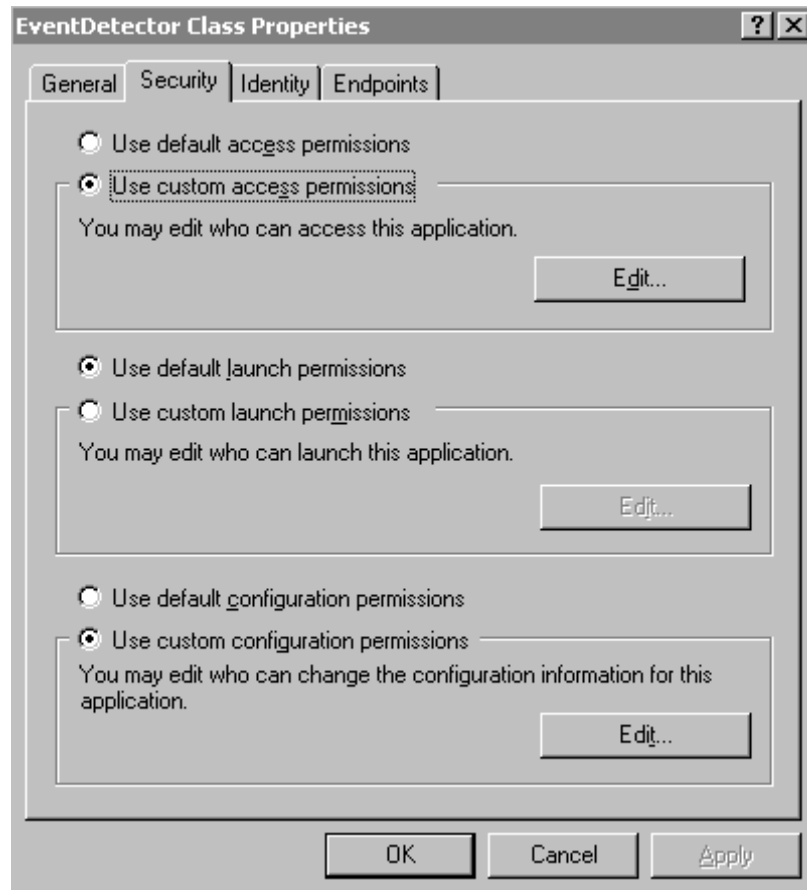 EventDetector Class Properties
General Security Identity Endpoints
Use default access permissions
Use custom access permissions
You may edit who can access this application.
Edit...
Use default launch permissions
Use custom launch permissions
You may edit who can launch this application.
Edit...
Use default configuration permissions
Use custom configuration permissions
You may edit who can change the configuration information for this
application.
Edit...
OK Cancel Apply